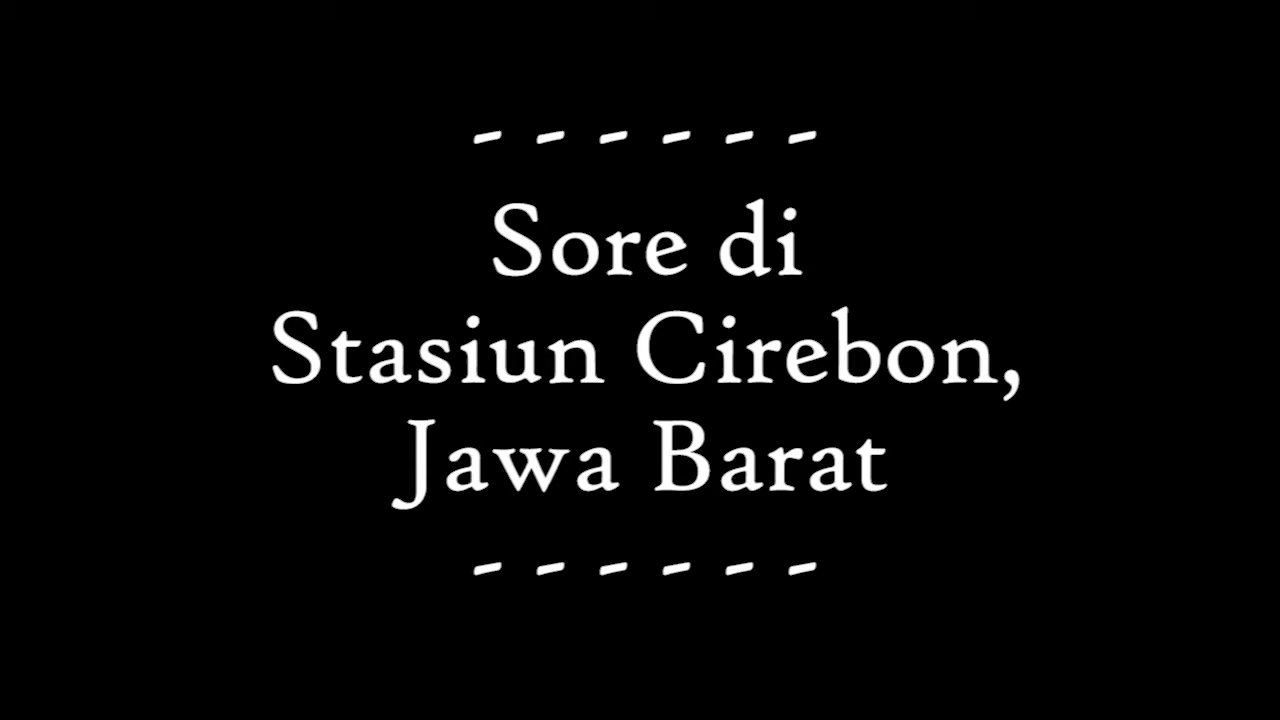 - - - - - -
Sore di
Stasiun Cirebon,
Jawa Barat
- - - - - -